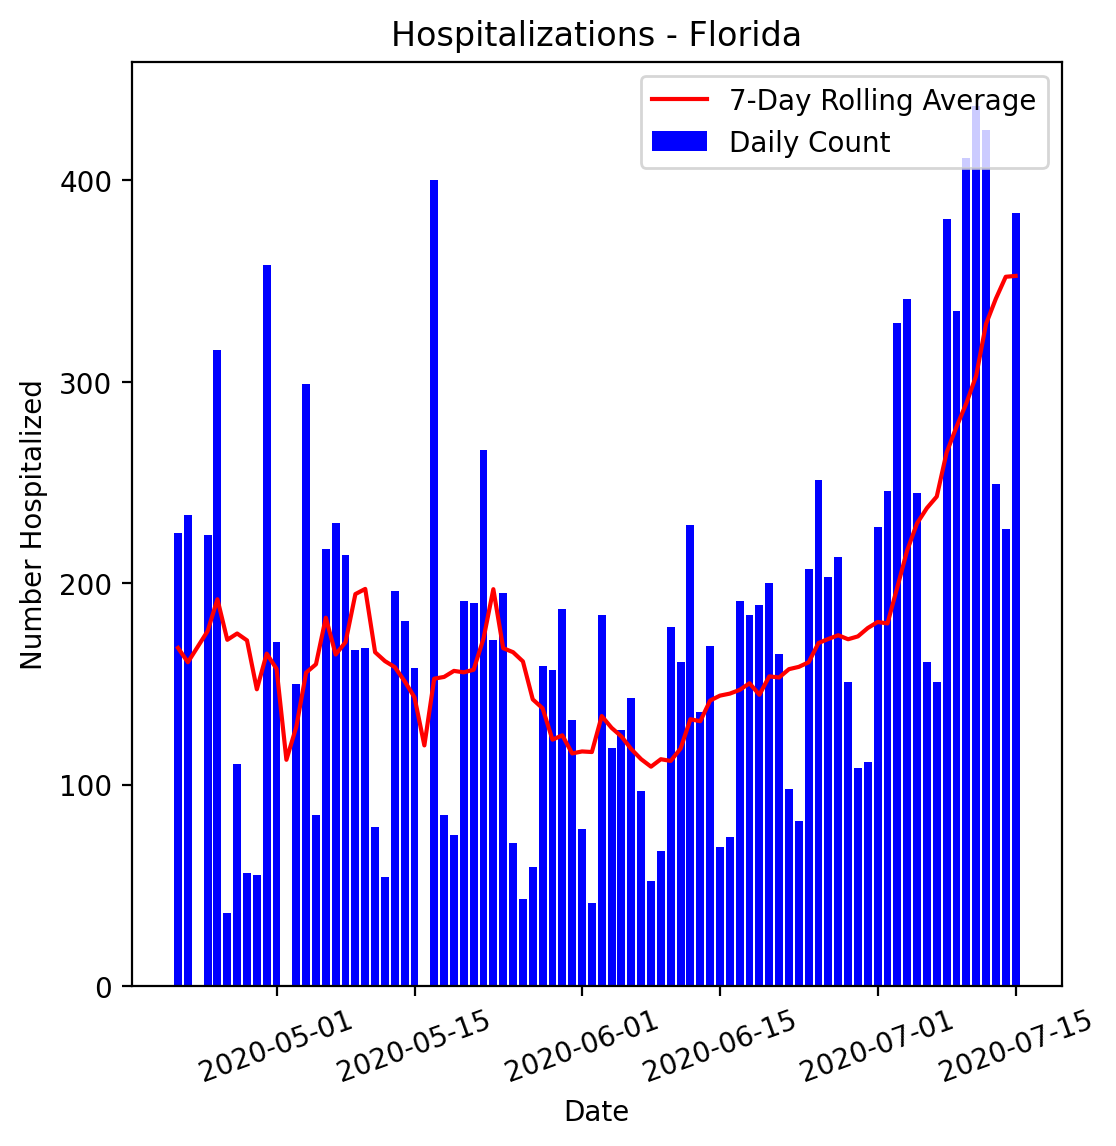 Hospitalizations - Florida
7-Day Rolling Average
Daily Count
Number Hospitalized
400
300
200
100
0
2020-05-01
2020-05-15
2020-06-01
2020-06-15
2020-07-01
2020-07-15
Date